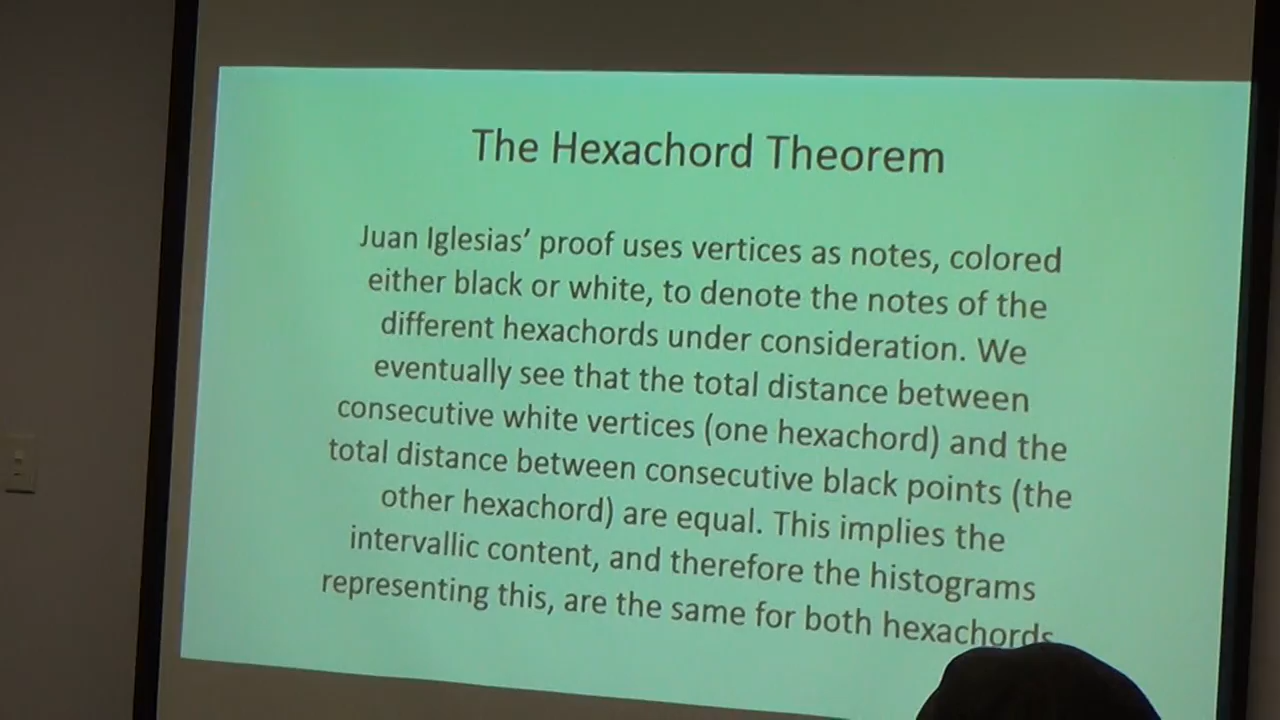 The Hexachord Theorem
Juan Iglesias’ proof uses vertices as notes, colored
either black or white, to denote the notes of the
different hexachords under consideration. We
eventually see that the total distance between
consecutive white vertices (one hexachord) and the
total distance between consecutive black points (the
other hexachord) are equal. This implies the
intervallic content, and therefore the histograms
representing this, are the same for both hexachords